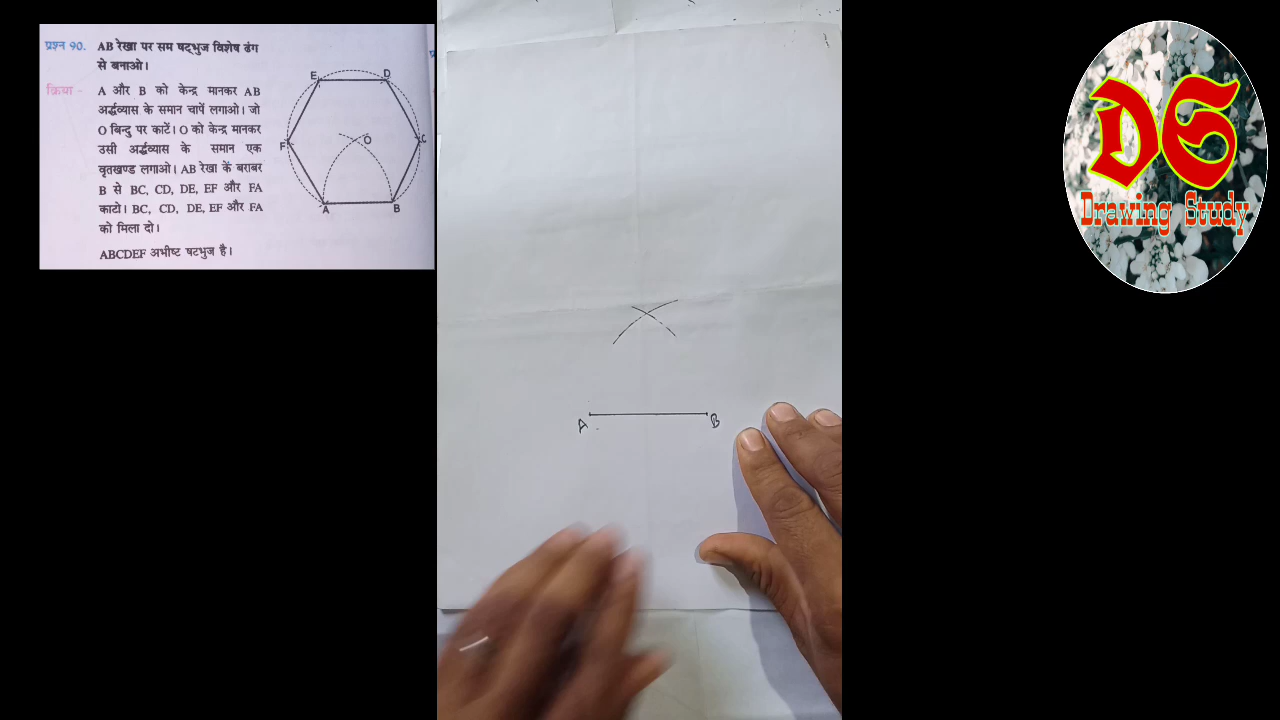 प्रश्न 90. AB रेखा पर सम षट्भुज विशेष ढंग
से बनाओ।
क्रिया - A और B को केन्द्र मानकर AB
अर्द्धव्यास के समान चापें लगाओ। जो
O बिन्दु पर काटें। O को केन्द्र मानकर
उसी अर्द्धव्यास के समान एक
वृतखण्ड लगाओ। AB रेखा कें बराबर
B से BC, CD, DE, EF और FA
काटो। BC, CD, DE, EF और FA
को मिला दो।
ABCDEF अभीष्ट षटभुज है।
E D
F O C
A B
A B
DS
Drawing Study